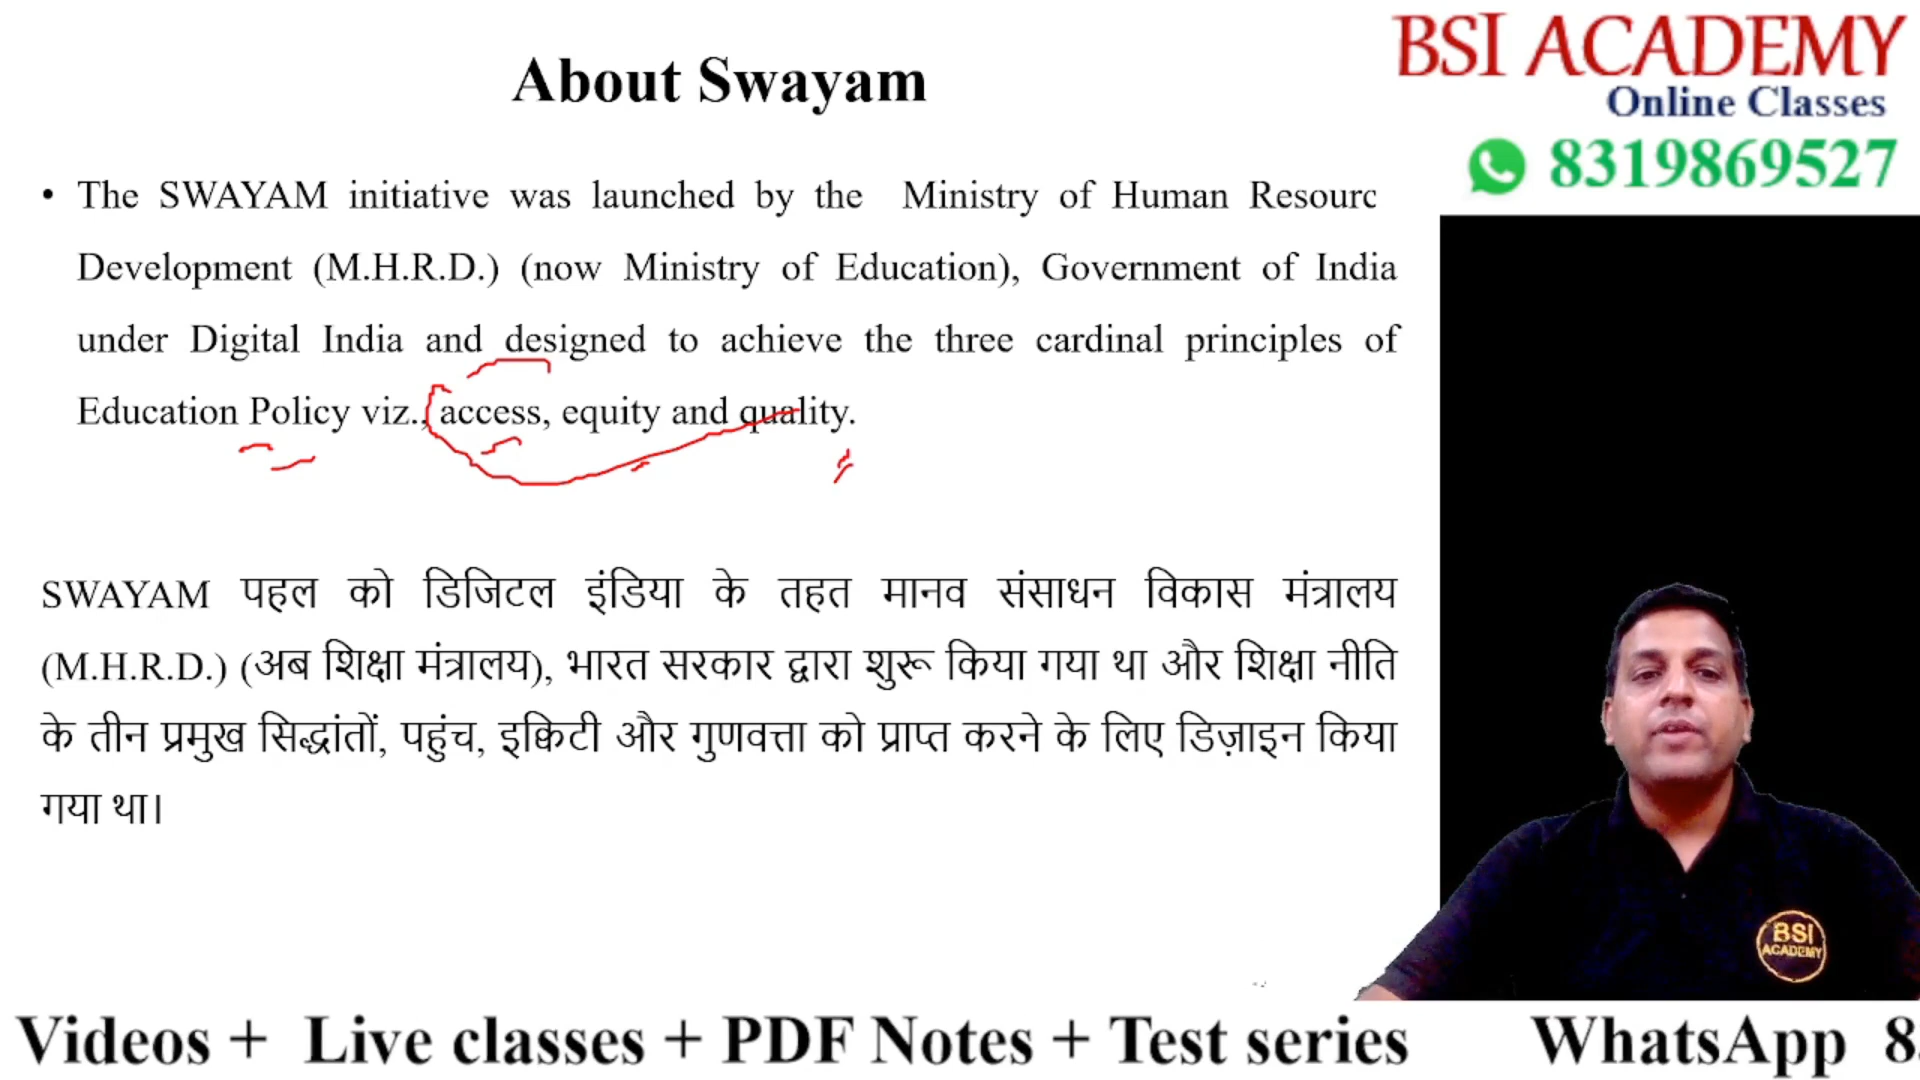 About Swayam
BSI ACADEMY
Online Classes
8319869527
• The SWAYAM initiative was launched by the Ministry of Human Resourc
Development (M.H.R.D.) (now Ministry of Education), Government of India
under Digital India and designed to achieve the three cardinal principles of
Education Policy viz., access, equity and quality.
SWAYAM पहल को डिजिटल इंडिया के तहत मानव संसाधन विकास मंत्रालय
(M.H.R.D.) (अब शिक्षा मंत्रालय), भारत सरकार द्वारा शुरू किया गया था और शिक्षा नीति
के तीन प्रमुख सिद्धांतों, पहुंच, इक्विटी और गुणवत्ता को प्राप्त करने के लिए डिज़ाइन किया
गया था।
BSI
ACADEMY
Videos + Live classes + PDF Notes + Test series WhatsApp 8